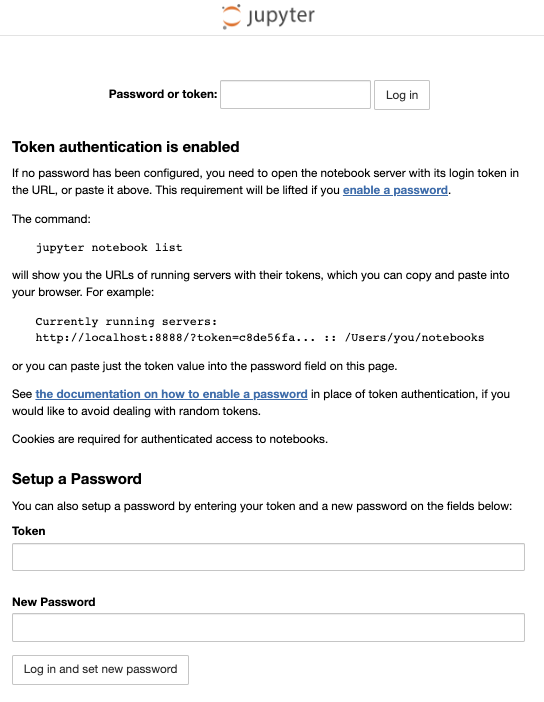 jupyter
Password or token:
Log in
Token authentication is enabled
If no password has been configured, you need to open the notebook server with its login token in
the URL, or paste it above. This requirement will be lifted if you enable a password.
The command:
jupyter notebook list
will show you the URLs of running servers with their tokens, which you can copy and paste into
your browser. For example:
Currently running servers:
http://localhost:8888/?token=c8de56fa... :: /Users/you/notebooks
or you can paste just the token value into the password field on this page.
See the documentation on how to enable a password in place of token authentication, if you
would like to avoid dealing with random tokens.
Cookies are required for authenticated access to notebooks.
Setup a Password
You can also setup a password by entering your token and a new password on the fields below:
Token
New Password
Log in and set new password